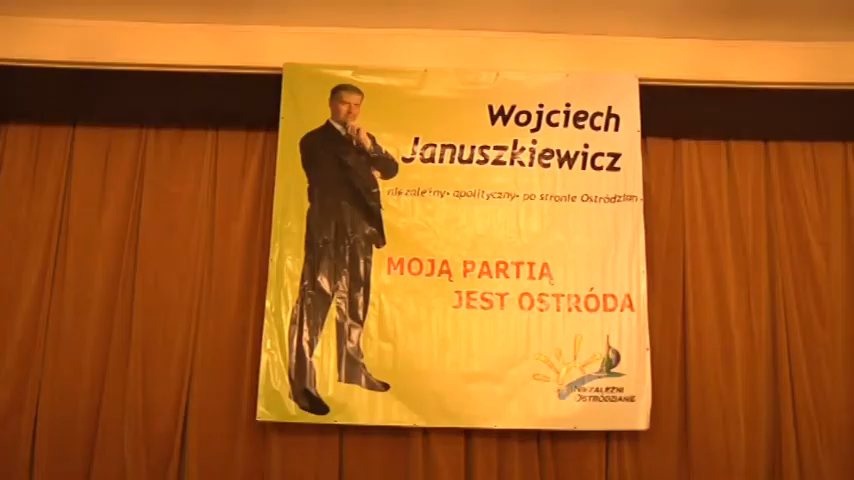 Wojciech
Januszkiewicz
niezależny • apolityczny • po stronie Ostródzian
MOJĄ PARTIĄ
JEST OSTRÓDA
NIEZALEŻNI
OSTRÓDZIANIE